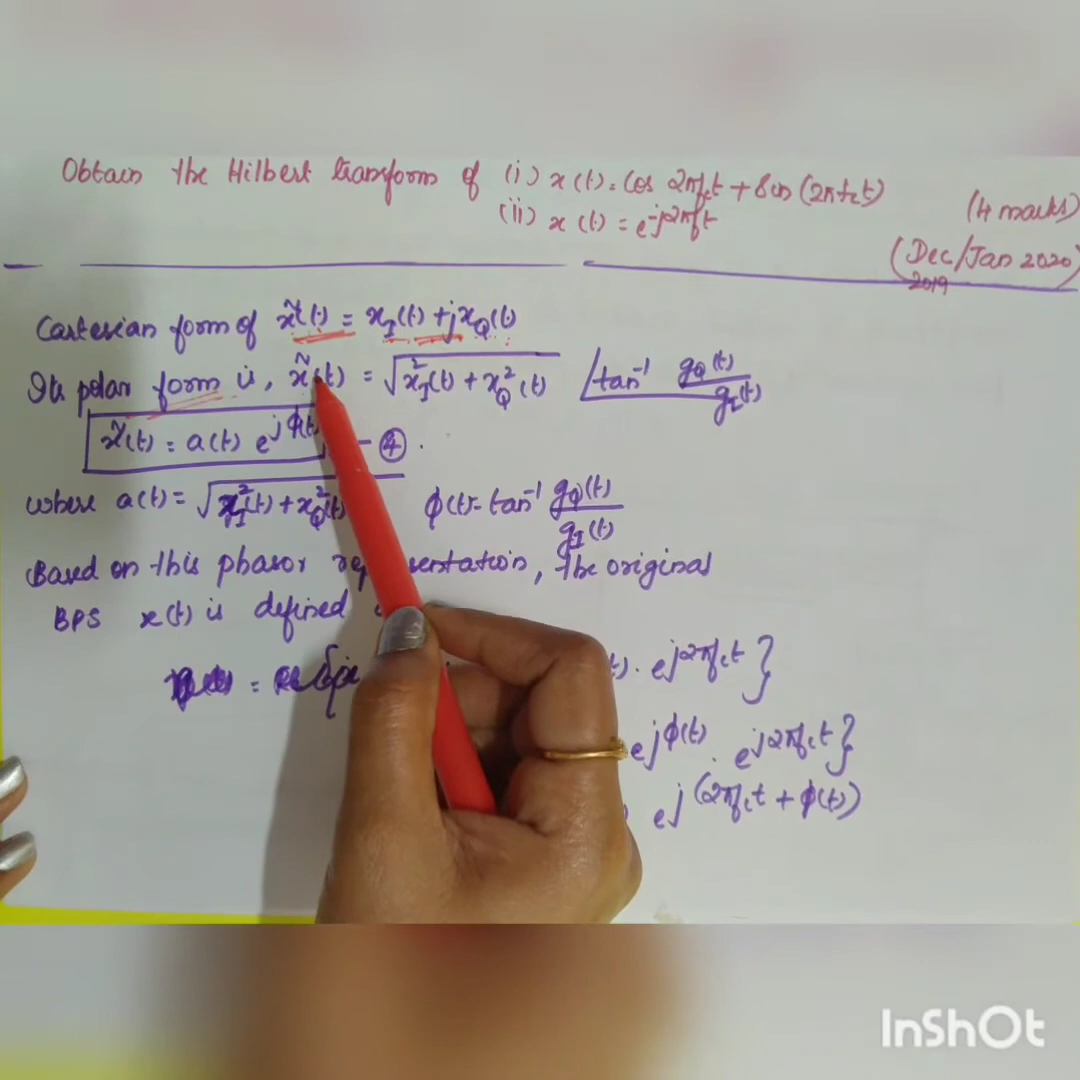 Obtain the Hilbert transform of (i) x(t) = Cos 2πfct + Sin (2πfct)
(ii) x(t) = e^-j2πft
(4 marks)
(Dec/Jan 2020)
2019
Cartesian form of x̃(t) = xI(t) + jxQ(t)
Its polar form is, x̃(t) = √xI²(t) + xQ²(t) ∠tan⁻¹ gQ(t)/gI(t)
x̃(t) = a(t) e^jϕ(t) - ④.
where a(t) = √xI²(t) + xQ²(t) ϕ(t) = tan⁻¹ gQ(t)/gI(t)
Based on this phasor representation, the original
BPS x(t) is defined
t). e^j2πfct }
e^jϕ(t) . e^j2πfct }
e^j(2πfct + ϕ(t))
InShOt